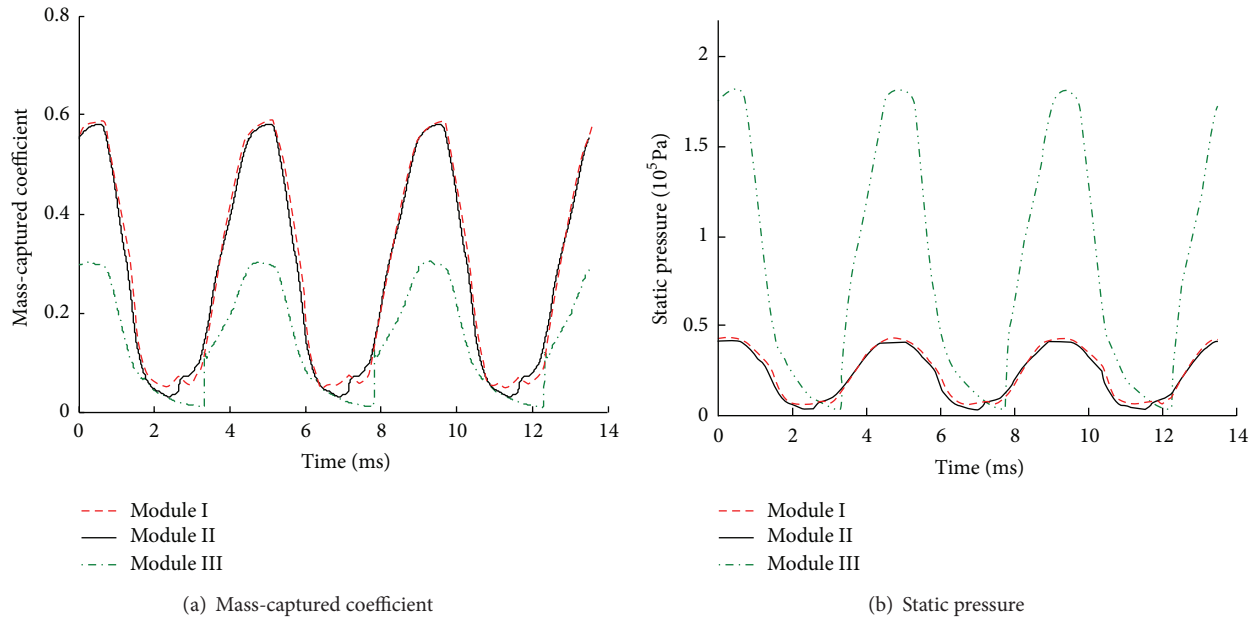 0.8
0.6
0.4
0.2
0
Mass-captured coefficient
0 2 4 6 8 10 12 14
Time (ms)
Module I
Module II
Module III
(a) Mass-captured coefficient
2
1.5
1
0.5
0
Static pressure (10⁵ Pa)
0 2 4 6 8 10 12 14
Time (ms)
Module I
Module II
Module III
(b) Static pressure